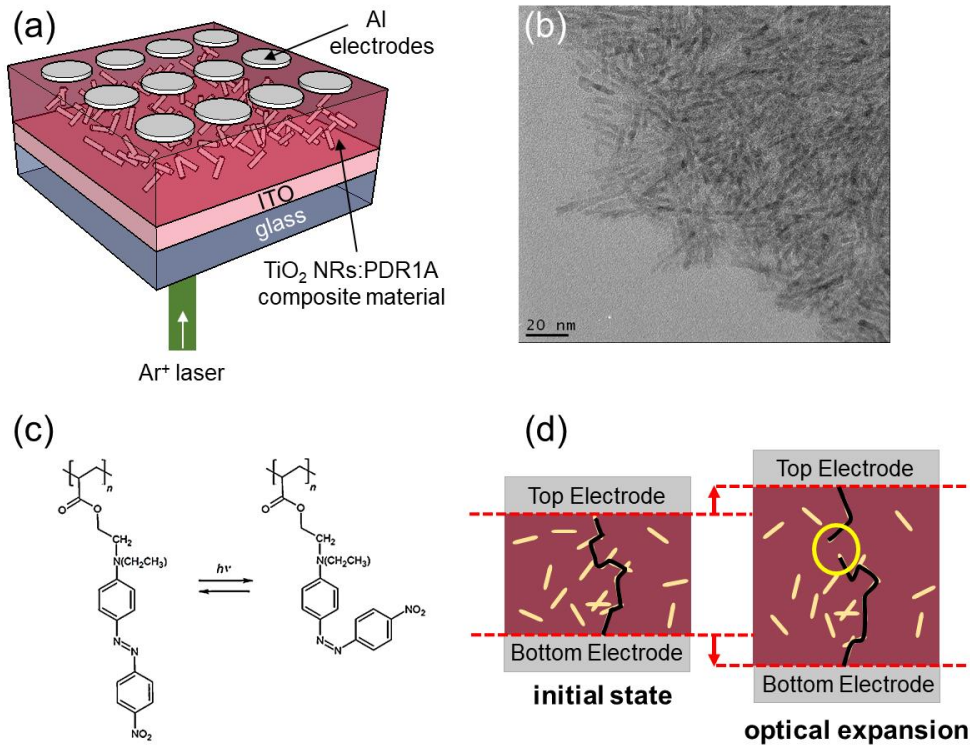 (a)
Al
electrodes
ITO
glass
TiO₂ NRs:PDR1A
composite material
Ar⁺ laser
(b)
20 nm
(c)
n
O
O
CH₂
N(CH₂CH₃)
N=N
NO₂
hν
n
O
O
CH₂
N(CH₂CH₃)
N=N
NO₂
(d)
Top Electrode
Bottom Electrode
initial state
Top Electrode
Bottom Electrode
optical expansion